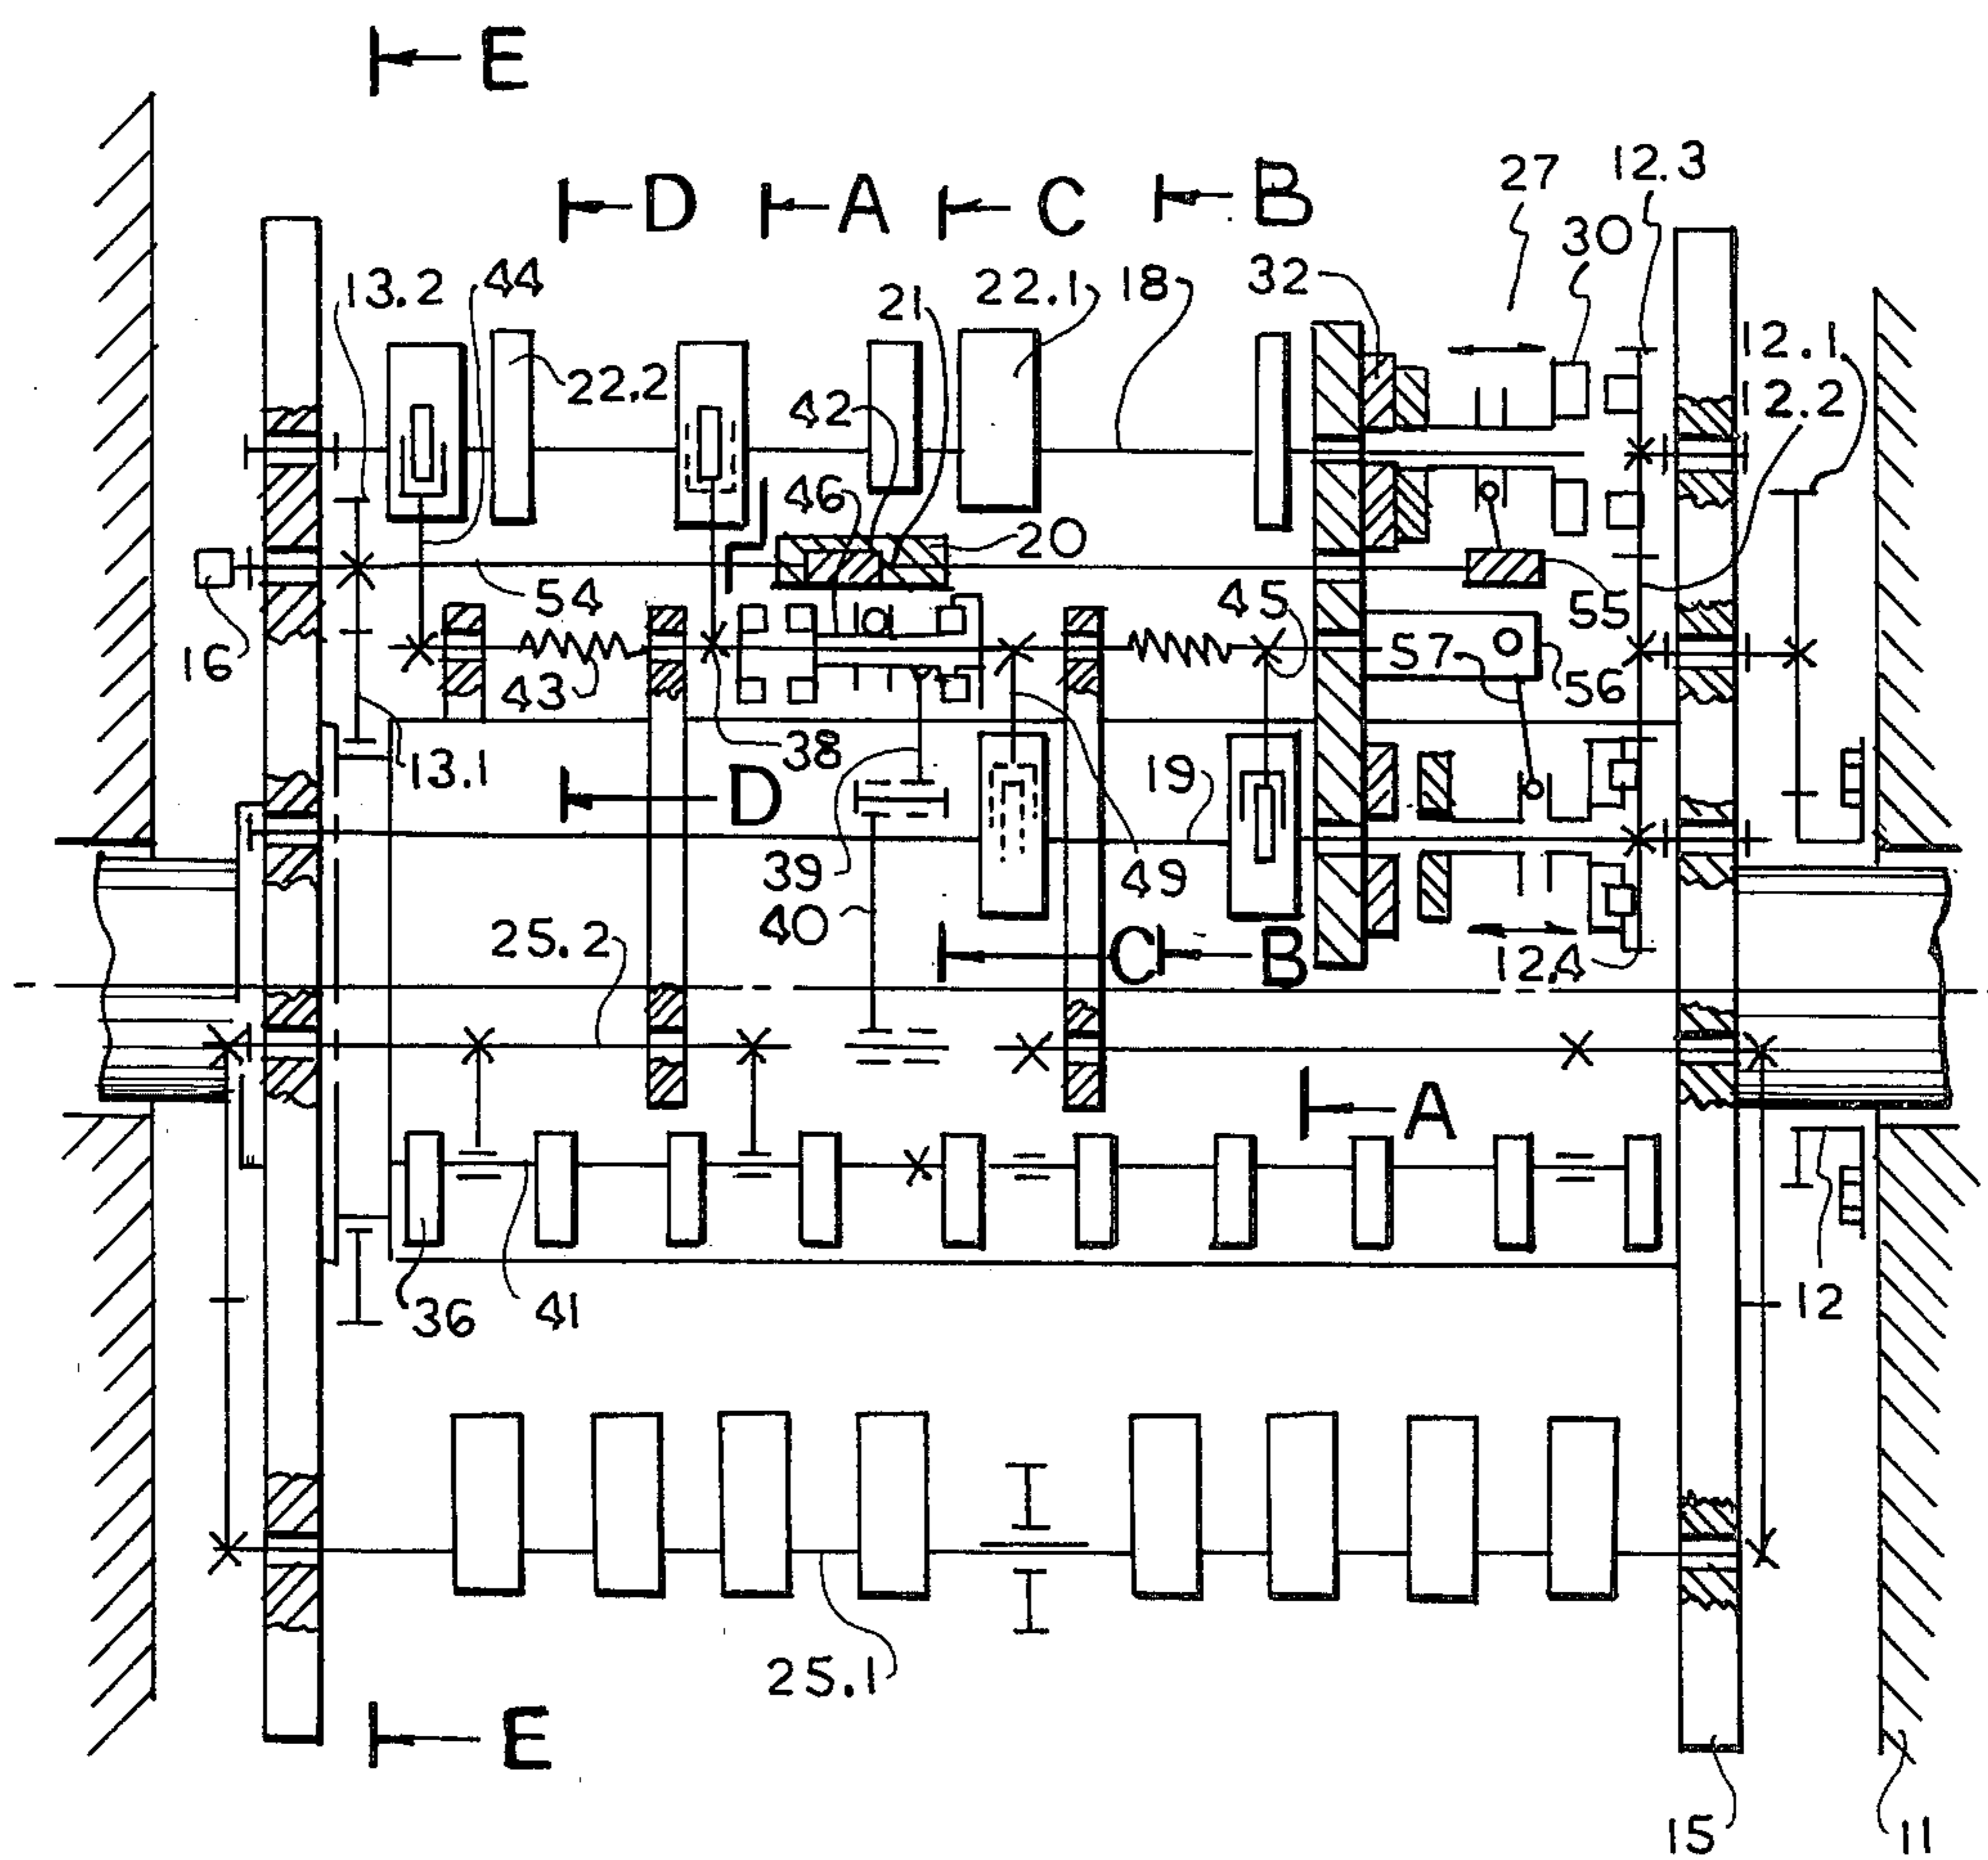 E
D A C B 27 12.3
30
13.2 44 21 22.1 18 32
12.1
22.2 42 12.2
46 20
54 45 55
16 43 57 56
38
13.1 D 19
39 49
40
25.2 C B 12.4
A
36 41 12
25.1
E
15 11